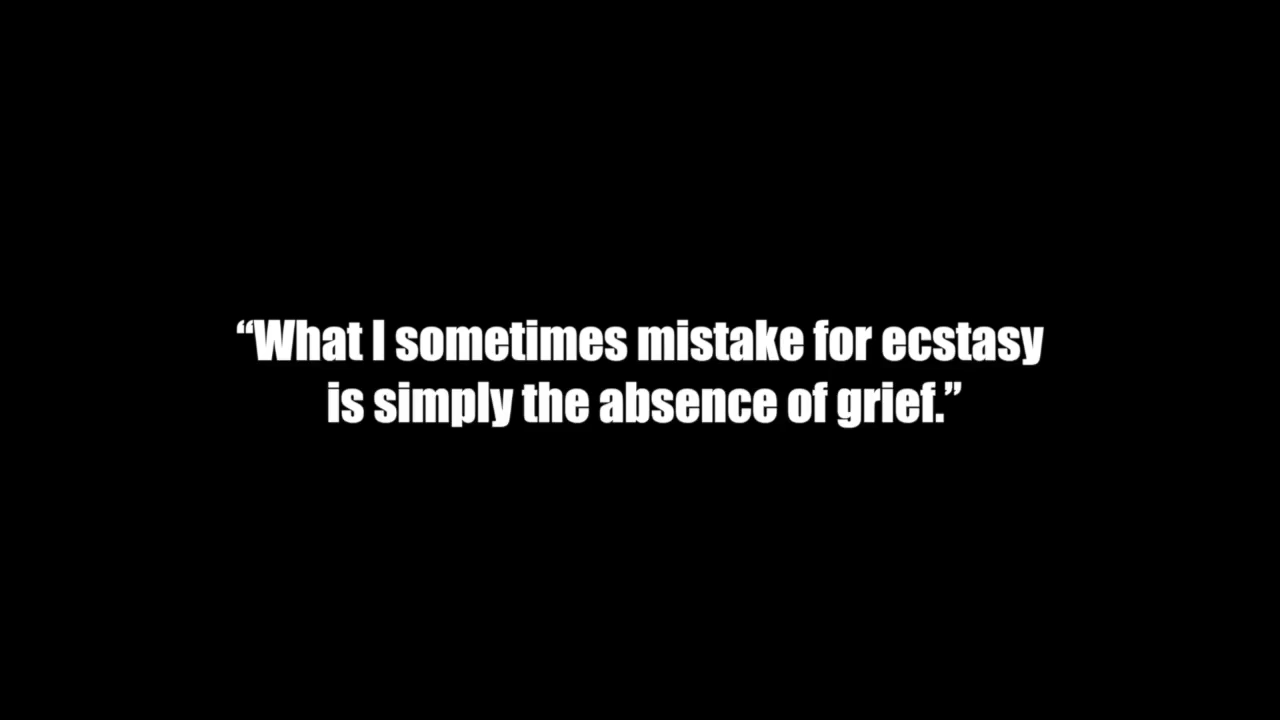 “What I sometimes mistake for ecstasy
is simply the absence of grief.”